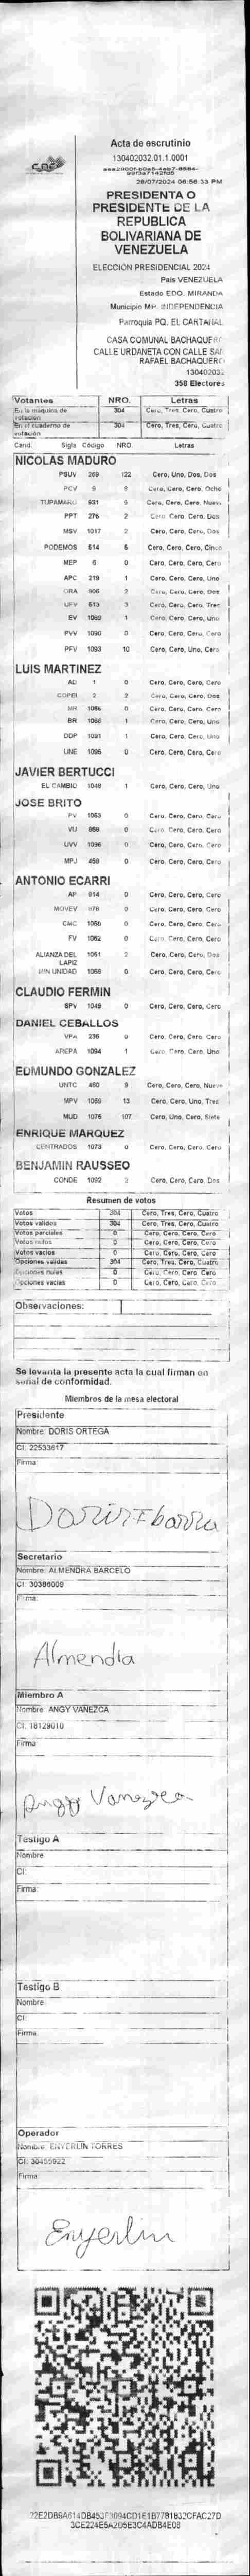 Acta de escrutinio
130402032.01.1.0001
28/07/2024 06:56:33 PM
PRESIDENTA O
PRESIDENTE DE LA
REPUBLICA
BOLIVARIANA DE
VENEZUELA
ELECCION PRESIDENCIAL 2024
Pais VENEZUELA
Estado EDO. MIRANDA
Municipio MP. INDEPENDENCIA
Parroquia PQ. EL CARTANAL
CASA COMUNAL BACHAQUERO
CALLE URDANETA CON CALLE SAN
RAFAEL BACHAQUERO
130402032
358 Electores
Votantes NRO. Letras
En la máquina de votación 304 Cero, Tres, Cero, Cuatro
En el cuaderno de votación 304 Cero, Tres, Cero, Cuatro
Cand. Sigla Código NRO. Letras
NICOLAS MADURO
PSUV 269 122 Cero, Uno, Dos, Dos
PCV 8 Cero, Cero, Cero, Ocho
TUPAMARO 931 9 Cero, Cero, Cero, Nueve
PPT 276 2 Cero, Cero, Cero, Dos
MSV 1017 2 Cero, Cero, Cero, Dos
PODEMOS 514 5 Cero, Cero, Cero, Cinco
MEP 6 0 Cero, Cero, Cero, Cero
APC 219 1 Cero, Cero, Cero, Uno
ORA 906 2 Cero, Cero, Cero, Dos
UPV 513 3 Cero, Cero, Cero, Tres
EV 1089 1 Cero, Cero, Cero, Uno
PVV 1090 0 Cero, Cero, Cero, Cero
PFV 1093 10 Cero, Cero, Uno, Cero
LUIS MARTINEZ
AD 1 0 Cero, Cero, Cero, Cero
COPEI 2 2 Cero, Cero, Cero, Dos
MR 1086 0 Cero, Cero, Cero, Cero
BR 1068 1 Cero, Cero, Cero, Uno
DDP 1091 1 Cero, Cero, Cero, Uno
UNE 1095 0 Cero, Cero, Cero, Cero
JAVIER BERTUCCI
EL CAMBIO 1048 1 Cero, Cero, Cero, Uno
JOSE BRITO
PV 1053 0 Cero, Cero, Cero, Cero
VU 868 0 Cero, Cero, Cero, Cero
UVV 1036 0 Cero, Cero, Cero, Cero
MPJ 458 0 Cero, Cero, Cero, Cero
ANTONIO ECARRI
AP 914 0 Cero, Cero, Cero, Cero
MOVEV 978 0 Cero, Cero, Cero, Cero
CMC 1055 0 Cero, Cero, Cero, Cero
FV 1062 0 Cero, Cero, Cero, Cero
ALIANZA DEL LAPIZ 1051 2 Cero, Cero, Cero, Dos
MIN UNIDAD 1058 0 Cero, Cero, Cero, Cero
CLAUDIO FERMIN
SPV 1049 0 Cero, Cero, Cero, Cero
DANIEL CEBALLOS
VPA 236 0 Cero, Cero, Cero, Cero
AREPA 1094 1 Cero, Cero, Cero, Uno
EDMUNDO GONZALEZ
UNTC 460 9 Cero, Cero, Cero, Nueve
MPV 1069 13 Cero, Cero, Uno, Tres
MUD 1076 107 Cero, Uno, Cero, Siete
ENRIQUE MARQUEZ
CENTRADOS 1073 0 Cero, Cero, Cero, Cero
BENJAMIN RAUSSEO
CONDE 1092 2 Cero, Cero, Cero, Dos
Resumen de votos
Votos 304 Cero, Tres, Cero, Cuatro
Votos validos 304 Cero, Tres, Cero, Cuatro
Votos parciales 0 Cero, Cero, Cero, Cero
Votos nulos 0 Cero, Cero, Cero, Cero
Votos vacios 0 Cero, Cero, Cero, Cero
Opciones validas 304 Cero, Tres, Cero, Cuatro
Opciones nulas 0 Cero, Cero, Cero, Cero
Opciones vacias 0 Cero, Cero, Cero, Cero
Observaciones:
Se levanta la presente acta la cual firman en
señal de conformidad.
Miembros de la mesa electoral
Presidente
Nombre: DORIS ORTEGA
CI: 22533617
Firma:
Secretario
Nombre: ALMENDRA BARCELO
CI: 30386009
Firma:
Almendra
Miembro A
Nombre: ANGY VANEZCA
CI: 18129010
Firma:
Angy Vanezca
Testigo A
Nombre:
CI:
Firma:
Testigo B
Nombre:
CI:
Firma:
Operador
Nombre: ENYERLIN TORRES
CI: 30455922
Firma:
Enyerlin